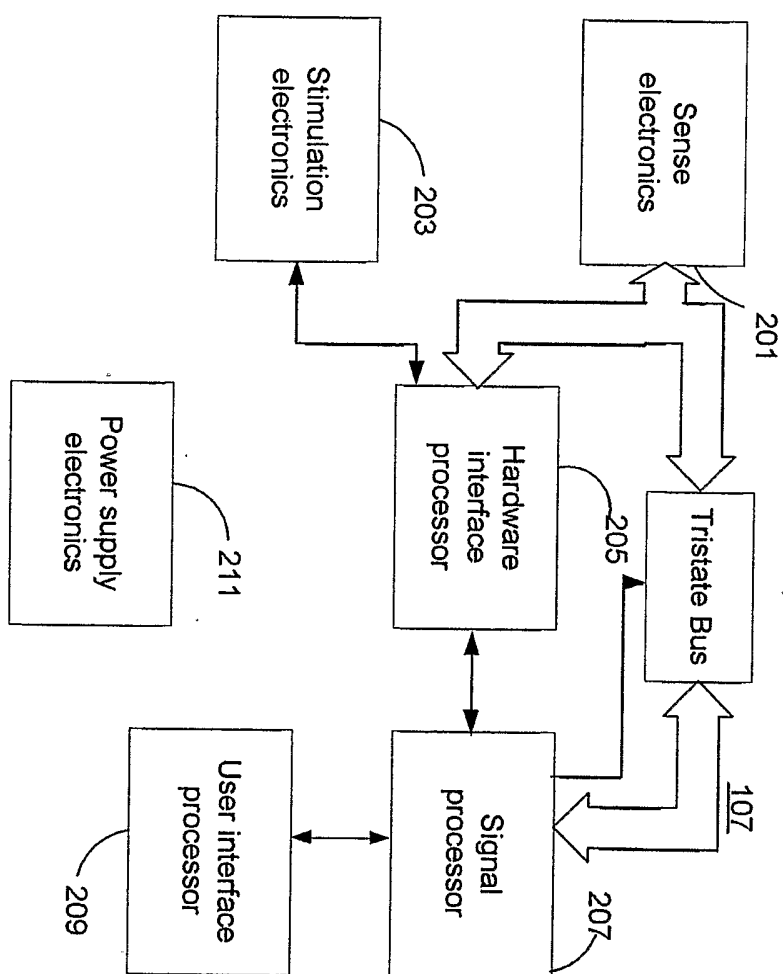 Sense
electronics
201
Tristate Bus
107
Stimulation
electronics
203
Hardware
interface
processor
205
Signal
processor
207
Power supply
electronics
211
User interface
processor
209